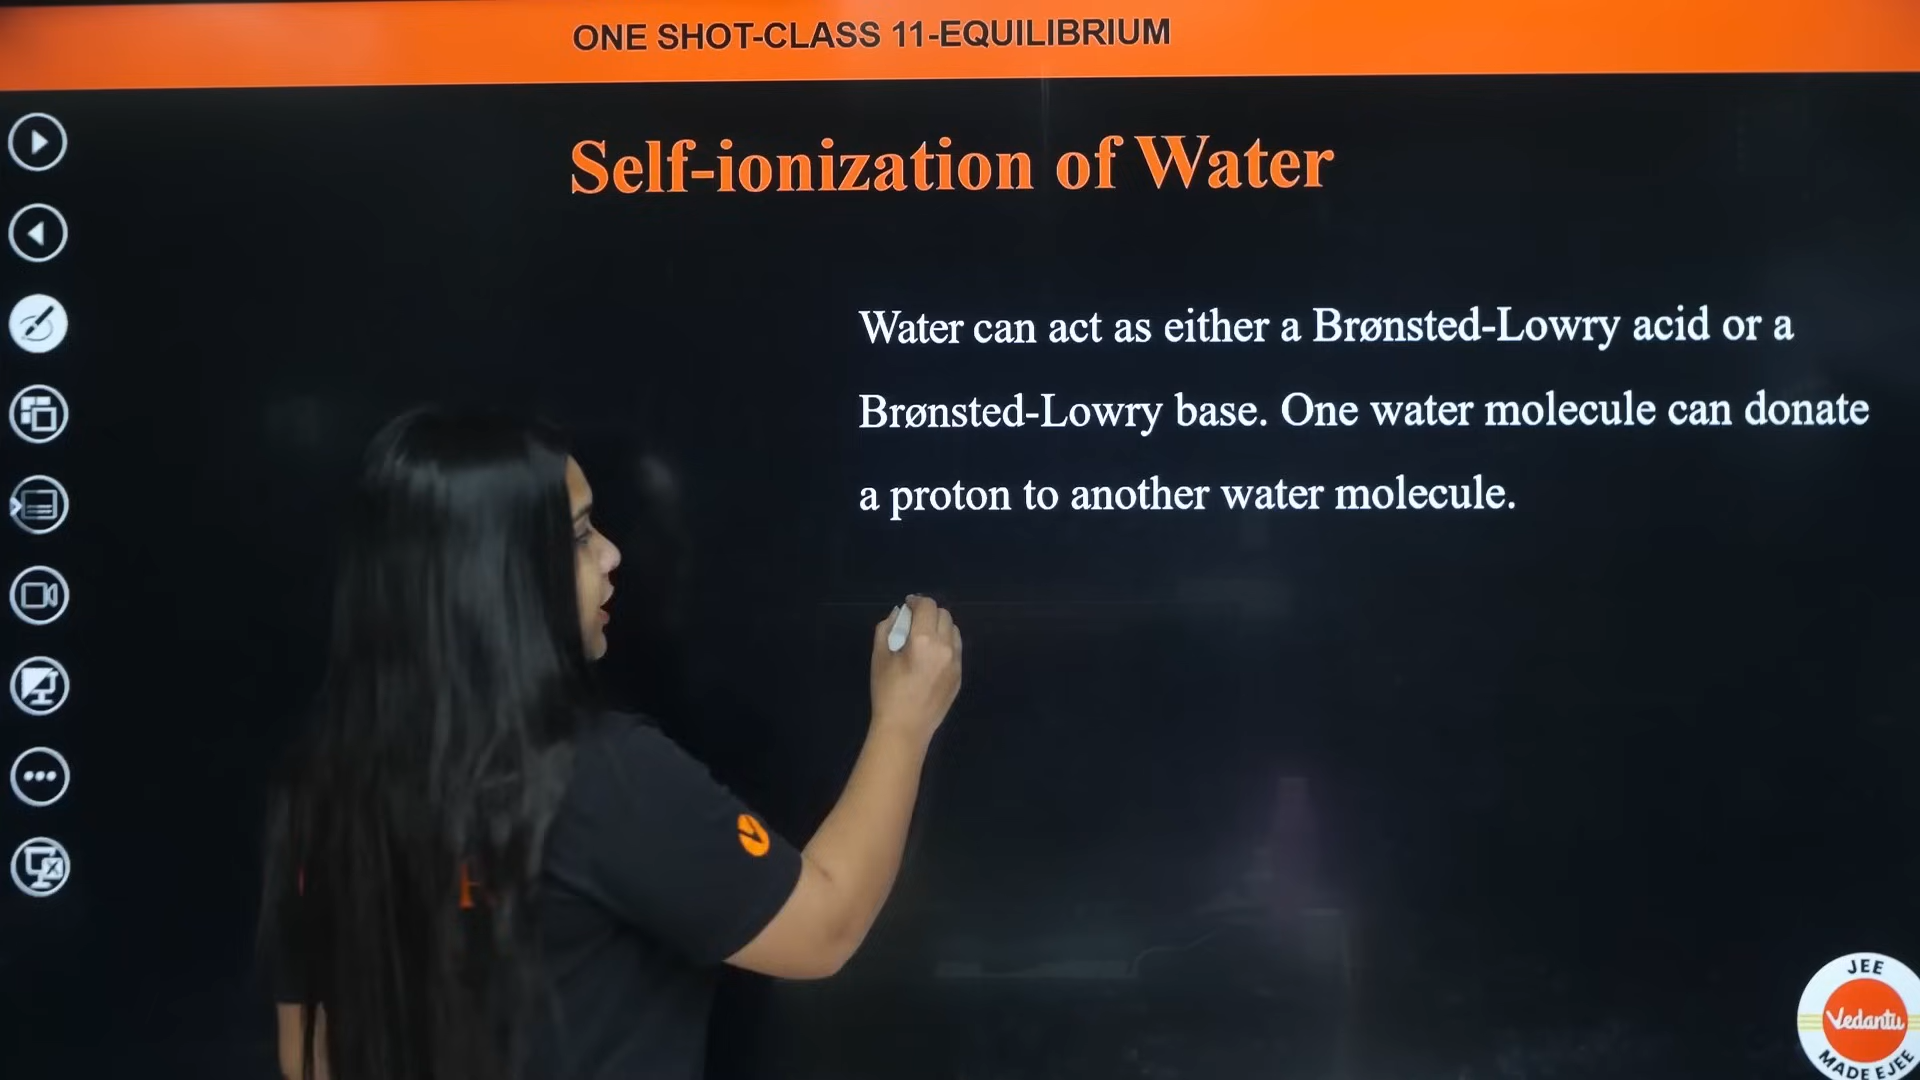 ONE SHOT-CLASS 11-EQUILIBRIUM
Self-ionization of Water
Water can act as either a Brønsted-Lowry acid or a
Brønsted-Lowry base. One water molecule can donate
a proton to another water molecule.
JEE
Vedantu
MADE EJEE